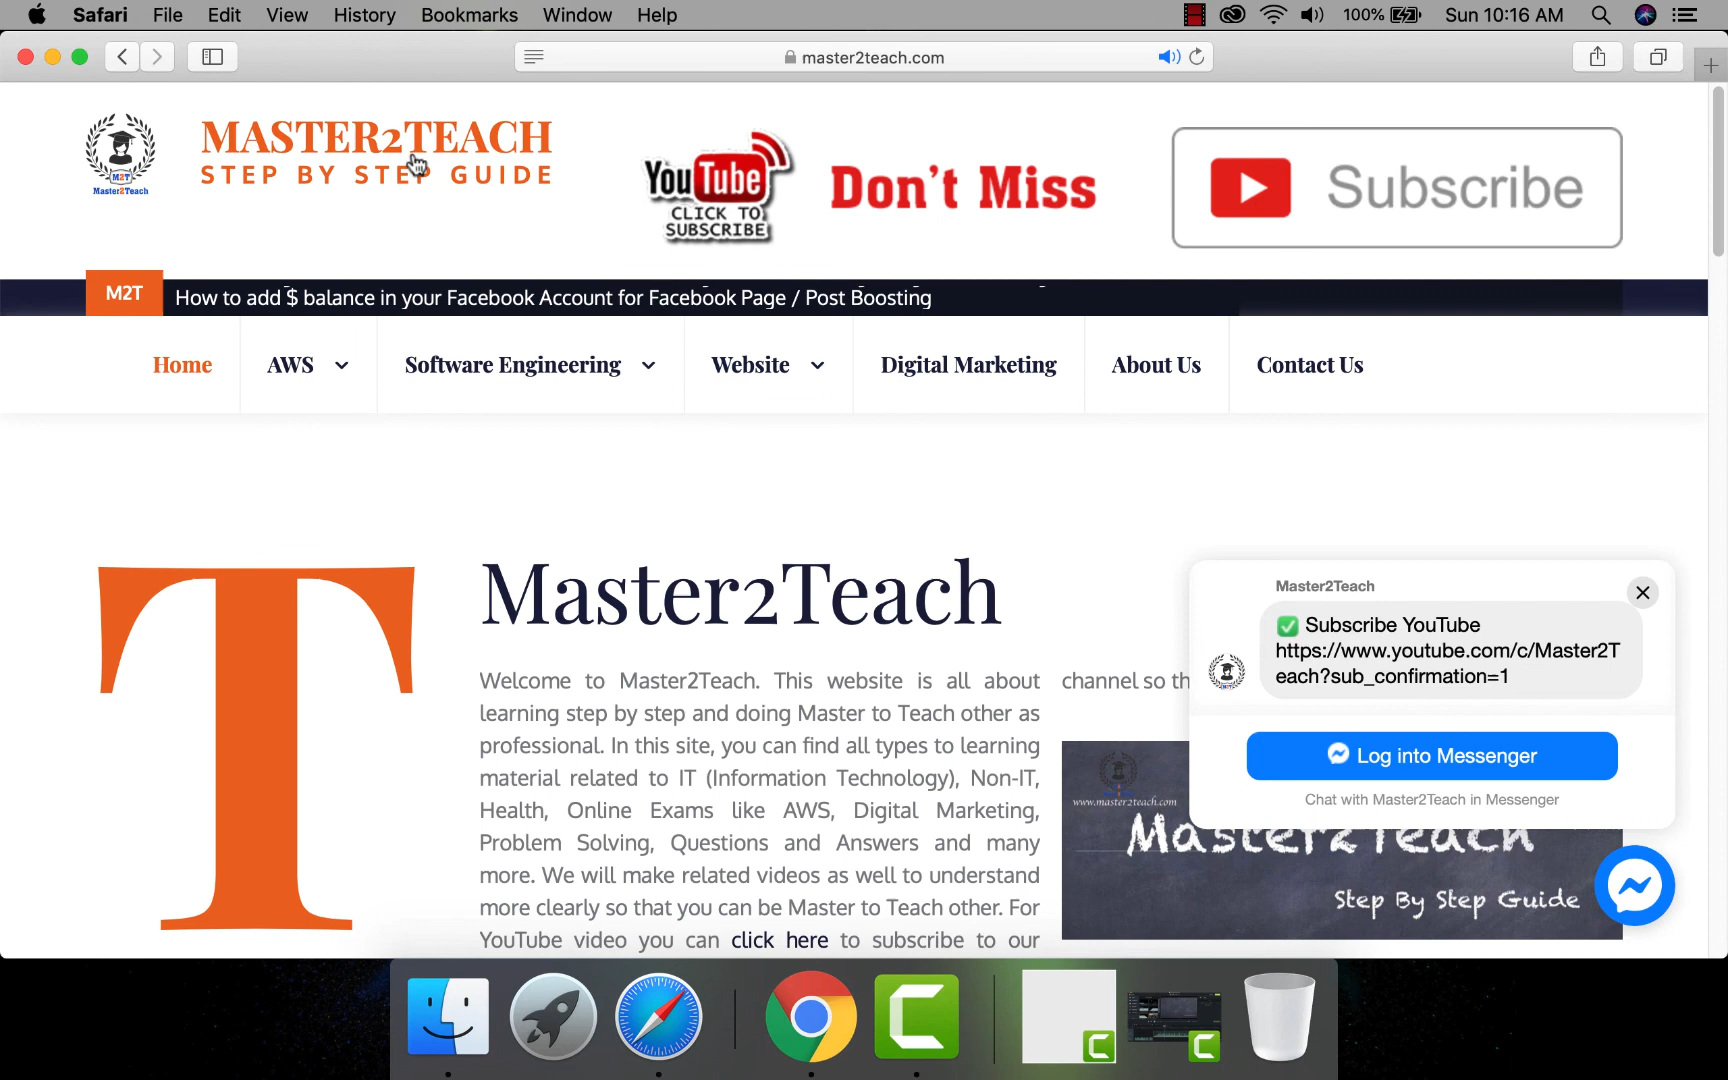 Safari File Edit View History Bookmarks Window Help 100% Sun 10:16 AM
master2teach.com
MASTER2TEACH
STEP BY STEP GUIDE
M2T
Master2Teach
YouTube
CLICK TO
SUBSCRIBE
Don't Miss
Subscribe
M2T
How to add $ balance in your Facebook Account for Facebook Page / Post Boosting
Home AWS Software Engineering Website Digital Marketing About Us Contact Us
T
Master2Teach
Welcome to Master2Teach. This website is all about
learning step by step and doing Master to Teach other as
professional. In this site, you can find all types to learning
material related to IT (Information Technology), Non-IT,
Health, Online Exams like AWS, Digital Marketing,
Problem Solving, Questions and Answers and many
more. We will make related videos as well to understand
more clearly so that you can be Master to Teach other. For
YouTube video you can click here to subscribe to our
channel so th
www.master2teach.com
Master2Teach
Step By Step Guide
Master2Teach
✅ Subscribe YouTube
https://www.youtube.com/c/Master2T
each?sub_confirmation=1
Log into Messenger
Chat with Master2Teach in Messenger